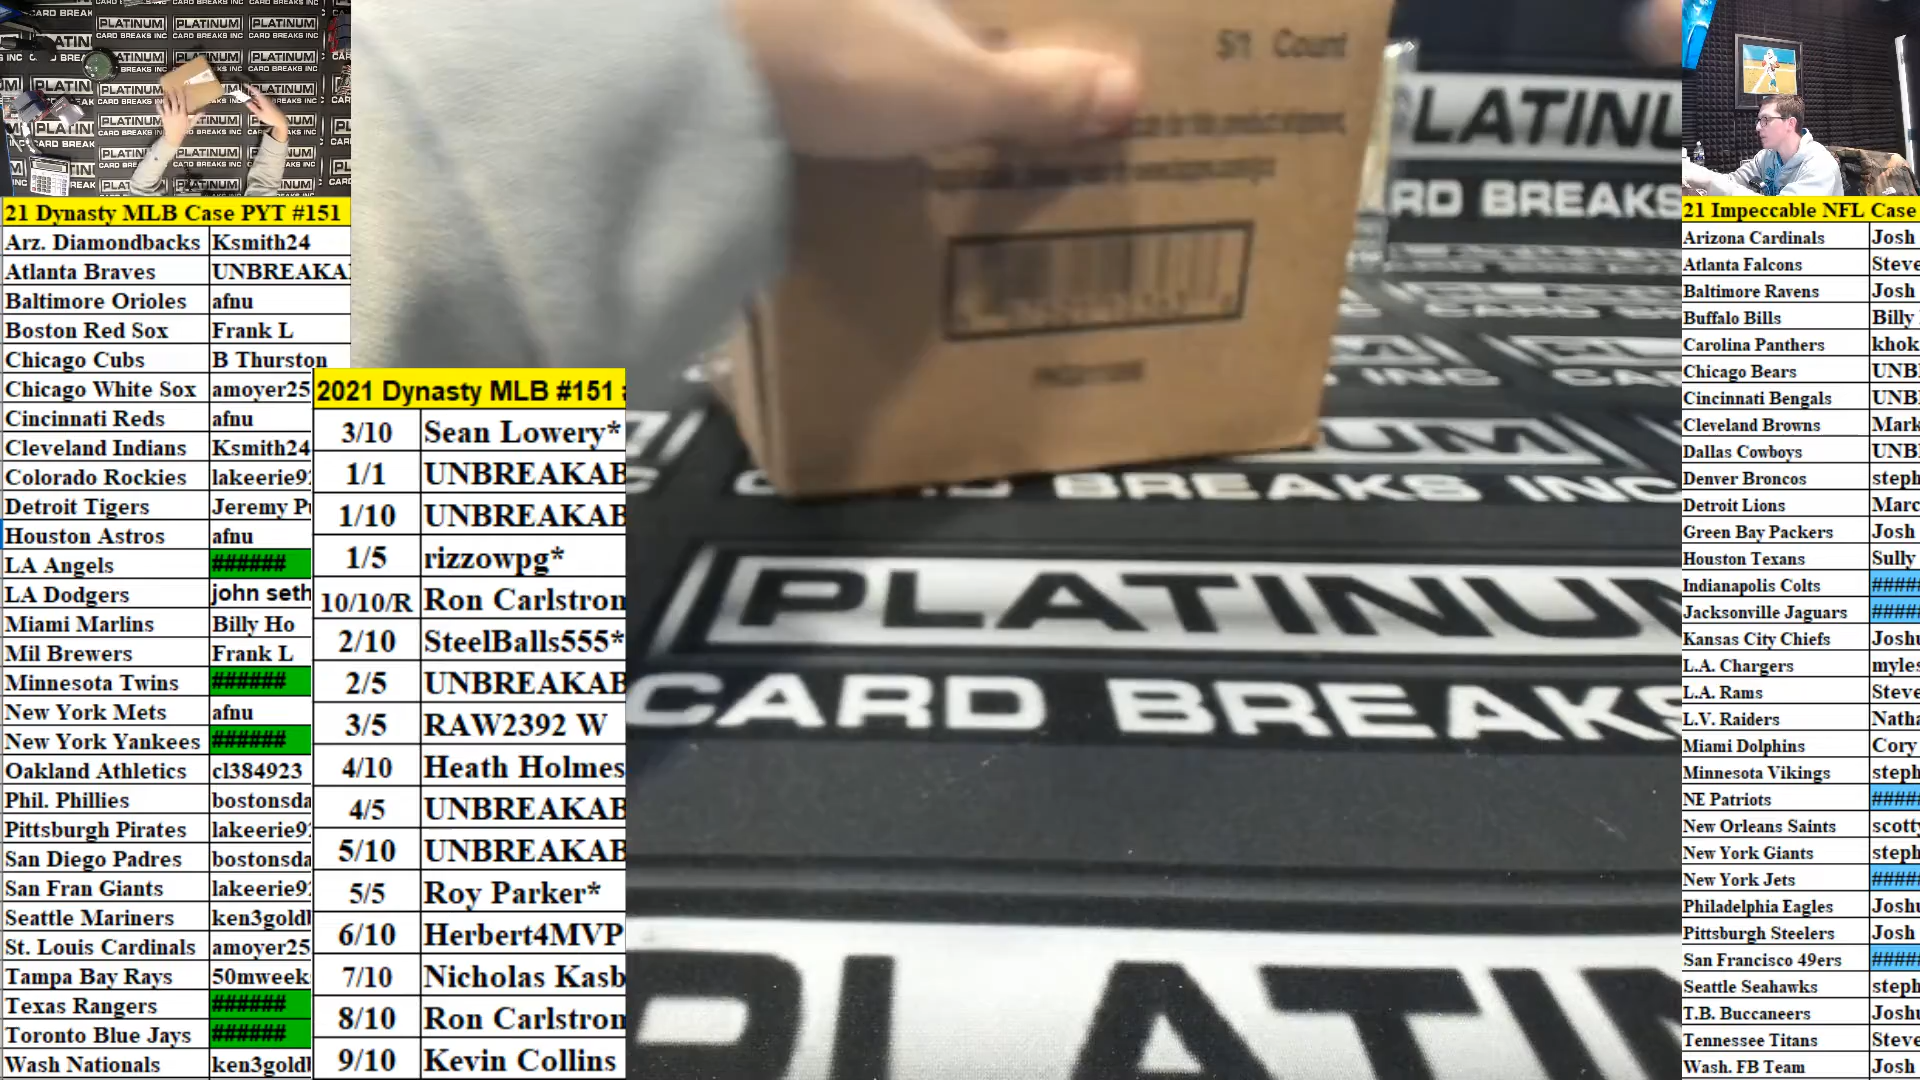 21 Dynasty MLB Case PYT #151
Arz. Diamondbacks Ksmith24
Atlanta Braves UNBREAKA
Baltimore Orioles afnu
Boston Red Sox Frank L
Chicago Cubs B Thurston
Chicago White Sox amoyer25
Cincinnati Reds afnu
Cleveland Indians Ksmith24
Colorado Rockies lakeerie9
Detroit Tigers Jeremy P
Houston Astros afnu
LA Angels ######
LA Dodgers john seth
Miami Marlins Billy Ho
Mil Brewers Frank L
Minnesota Twins ######
New York Mets afnu
New York Yankees ######
Oakland Athletics cl384923
Phil. Phillies bostonsda
Pittsburgh Pirates lakeerie9
San Diego Padres bostonsda
San Fran Giants lakeerie9
Seattle Mariners ken3gold
St. Louis Cardinals amoyer25
Tampa Bay Rays 50mweek
Texas Rangers ######
Toronto Blue Jays ######
Wash Nationals ken3gold
2021 Dynasty MLB #151
3/10 Sean Lowery*
1/1 UNBREAKAB
1/10 UNBREAKAB
1/5 rizzowpg*
10/10/R Ron Carlstron
2/10 SteelBalls555*
2/5 UNBREAKAB
3/5 RAW2392 W
4/10 Heath Holmes
4/5 UNBREAKAB
5/10 UNBREAKAB
5/5 Roy Parker*
6/10 Herbert4MVP
7/10 Nicholas Kasb
8/10 Ron Carlstron
9/10 Kevin Collins
Count
PLATINUM
CARD BREAKS
PLATIN
LATINU
RD BREAKS
BREAKS INC
21 Impeccable NFL Case
Arizona Cardinals Josh
Atlanta Falcons Steve
Baltimore Ravens Josh
Buffalo Bills Billy
Carolina Panthers khok
Chicago Bears UNB
Cincinnati Bengals UNB
Cleveland Browns Mark
Dallas Cowboys UNB
Denver Broncos steph
Detroit Lions Marc
Green Bay Packers Josh
Houston Texans Sully
Indianapolis Colts #####
Jacksonville Jaguars #####
Kansas City Chiefs Joshu
L.A. Chargers myles
L.A. Rams Steve
L.V. Raiders Natha
Miami Dolphins Cory
Minnesota Vikings steph
NE Patriots #####
New Orleans Saints scotty
New York Giants steph
New York Jets #####
Philadelphia Eagles Joshu
Pittsburgh Steelers Josh
San Francisco 49ers #####
Seattle Seahawks steph
T.B. Buccaneers Joshu
Tennessee Titans Steve
Wash. FB Team Josh